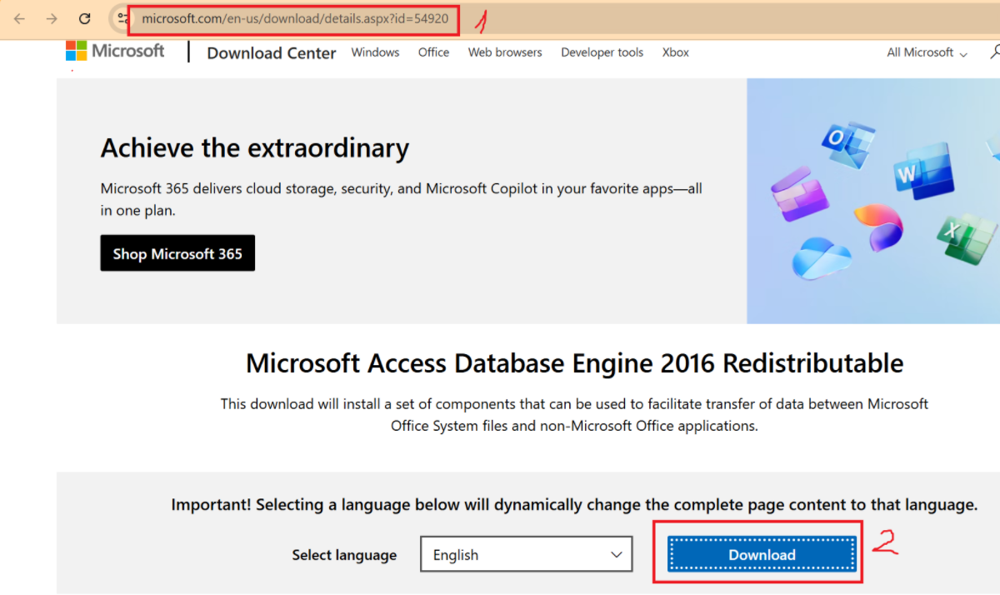 microsoft.com/en-us/download/details.aspx?id=54920 1
Microsoft Download Center Windows Office Web browsers Developer tools Xbox All Microsoft
Achieve the extraordinary
Microsoft 365 delivers cloud storage, security, and Microsoft Copilot in your favorite apps—all
in one plan.
Shop Microsoft 365
O
W
X
Microsoft Access Database Engine 2016 Redistributable
This download will install a set of components that can be used to facilitate transfer of data between Microsoft
Office System files and non-Microsoft Office applications.
Important! Selecting a language below will dynamically change the complete page content to that language.
Select language English Download 2